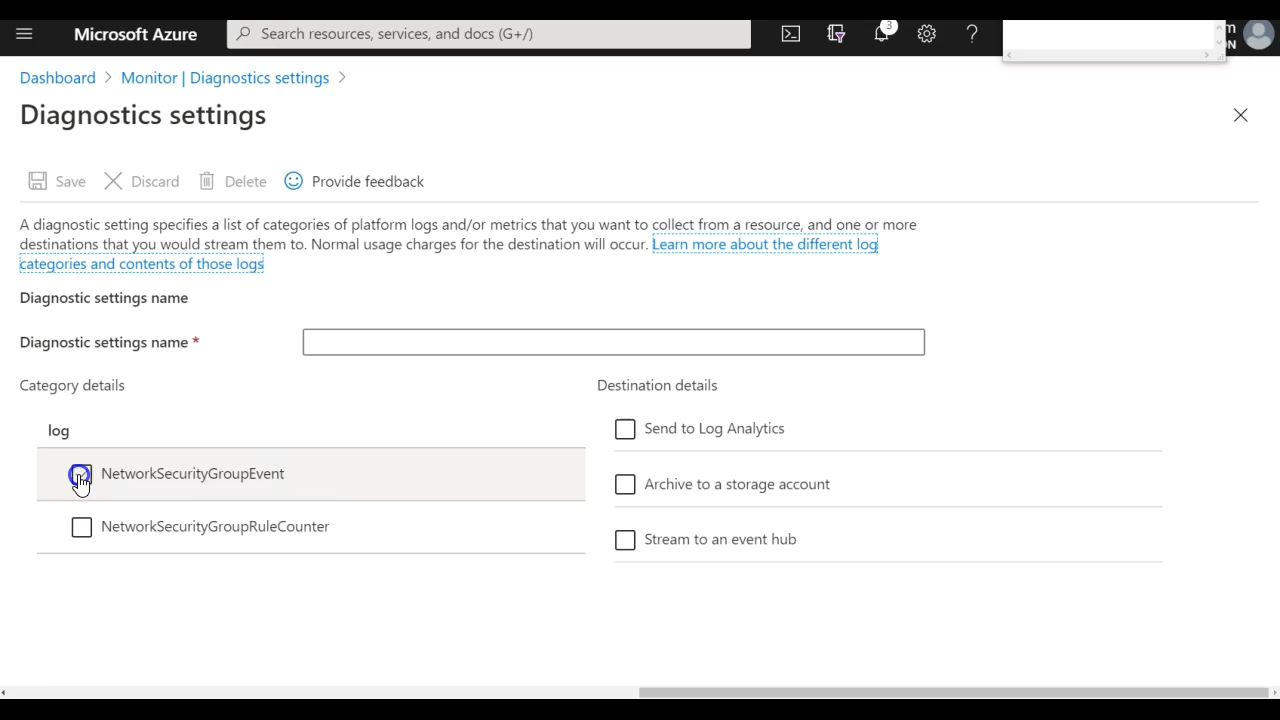 Microsoft Azure
Search resources, services, and docs (G+/)
3
m
N
Dashboard > Monitor | Diagnostics settings >
Diagnostics settings
Save Discard Delete Provide feedback
A diagnostic setting specifies a list of categories of platform logs and/or metrics that you want to collect from a resource, and one or more
destinations that you would stream them to. Normal usage charges for the destination will occur. Learn more about the different log
categories and contents of those logs
Diagnostic settings name
Diagnostic settings name *
Category details
Destination details
log
Send to Log Analytics
NetworkSecurityGroupEvent
Archive to a storage account
NetworkSecurityGroupRuleCounter
Stream to an event hub